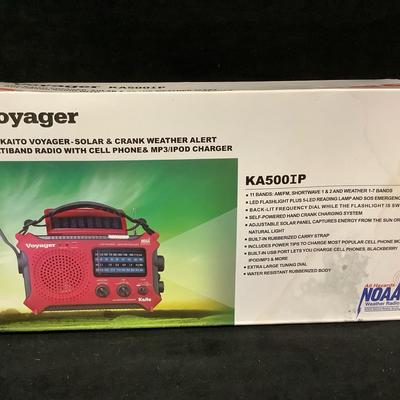 Voyager KA500IP
oyager
KAITO VOYAGER-SOLAR & CRANK WEATHER ALERT
LTIBAND RADIO WITH CELL PHONE& MP3/IPOD CHARGER
KA500IP
• 11 BANDS: AM/FM, SHORTWAVE 1 & 2 AND WEATHER 1-7 BANDS
• LED FLASHLIGHT PLUS 5-LED READING LAMP AND SOS EMERGENC
• BACK-LIT FREQUENCY DIAL WHILE THE FLASHLIGHT IS SW
• SELF-POWERED HAND CRANK CHARGING SYSTEM
• ADJUSTABLE SOLAR PANEL CAPTURES ENERGY FROM THE SUN OR
NATURAL LIGHT
• BUILT-IN RUBBERIZED CARRY STRAP
• INCLUDES POWER TIPS TO CHARGE MOST POPULAR CELL PHONE MO
• BUILT-IN USB PORT LETS YOU CHARGE CELL PHONES, BLACKBERRY
IPOD/MP3 & MORE
• EXTRA LARGE TUNING DIAL
• WATER RESISTANT RUBBERIZED BODY
Voyager
Kaito
All Hazards
NOAA
Weather Radio